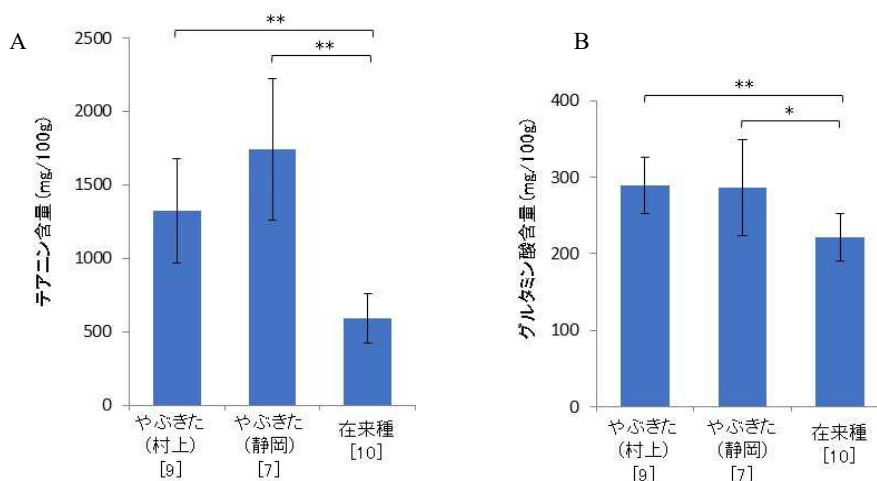 A
テアニン含量(mg/100g)
2500
2000
1500
1000
500
0
**
**
やぶきた
(村上)
[9]
やぶきた
(静岡)
[7]
在来種
[10]
B
グルタミン酸含量(mg/100g)
400
300
200
100
0
**
*
やぶきた
(村上)
[9]
やぶきた
(静岡)
[7]
在来種
[10]